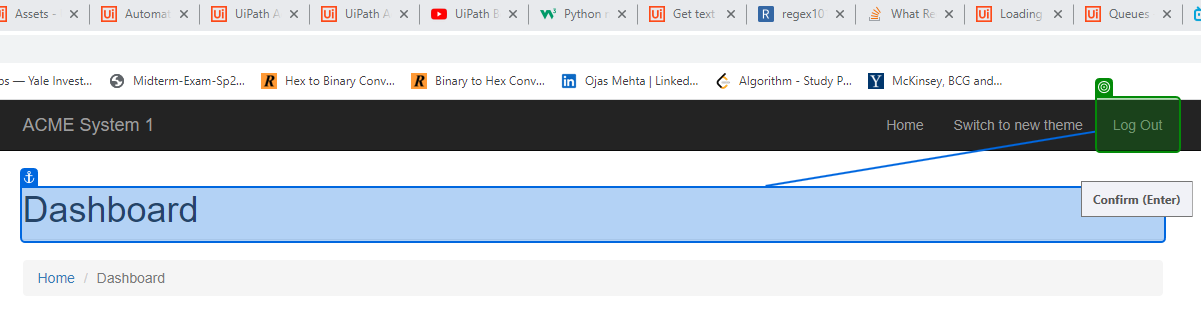 Assets -
Automat
UiPath A
UiPath A
UiPath B
Python r
Get text
regex10
What Re
Loading
Queues
os — Yale Invest...
Midterm-Exam-Sp2...
Hex to Binary Conv...
Binary to Hex Conv...
Ojas Mehta | Linked...
Algorithm - Study P...
McKinsey, BCG and...
ACME System 1
Home
Switch to new theme
Log Out
Dashboard
Confirm (Enter)
Home / Dashboard